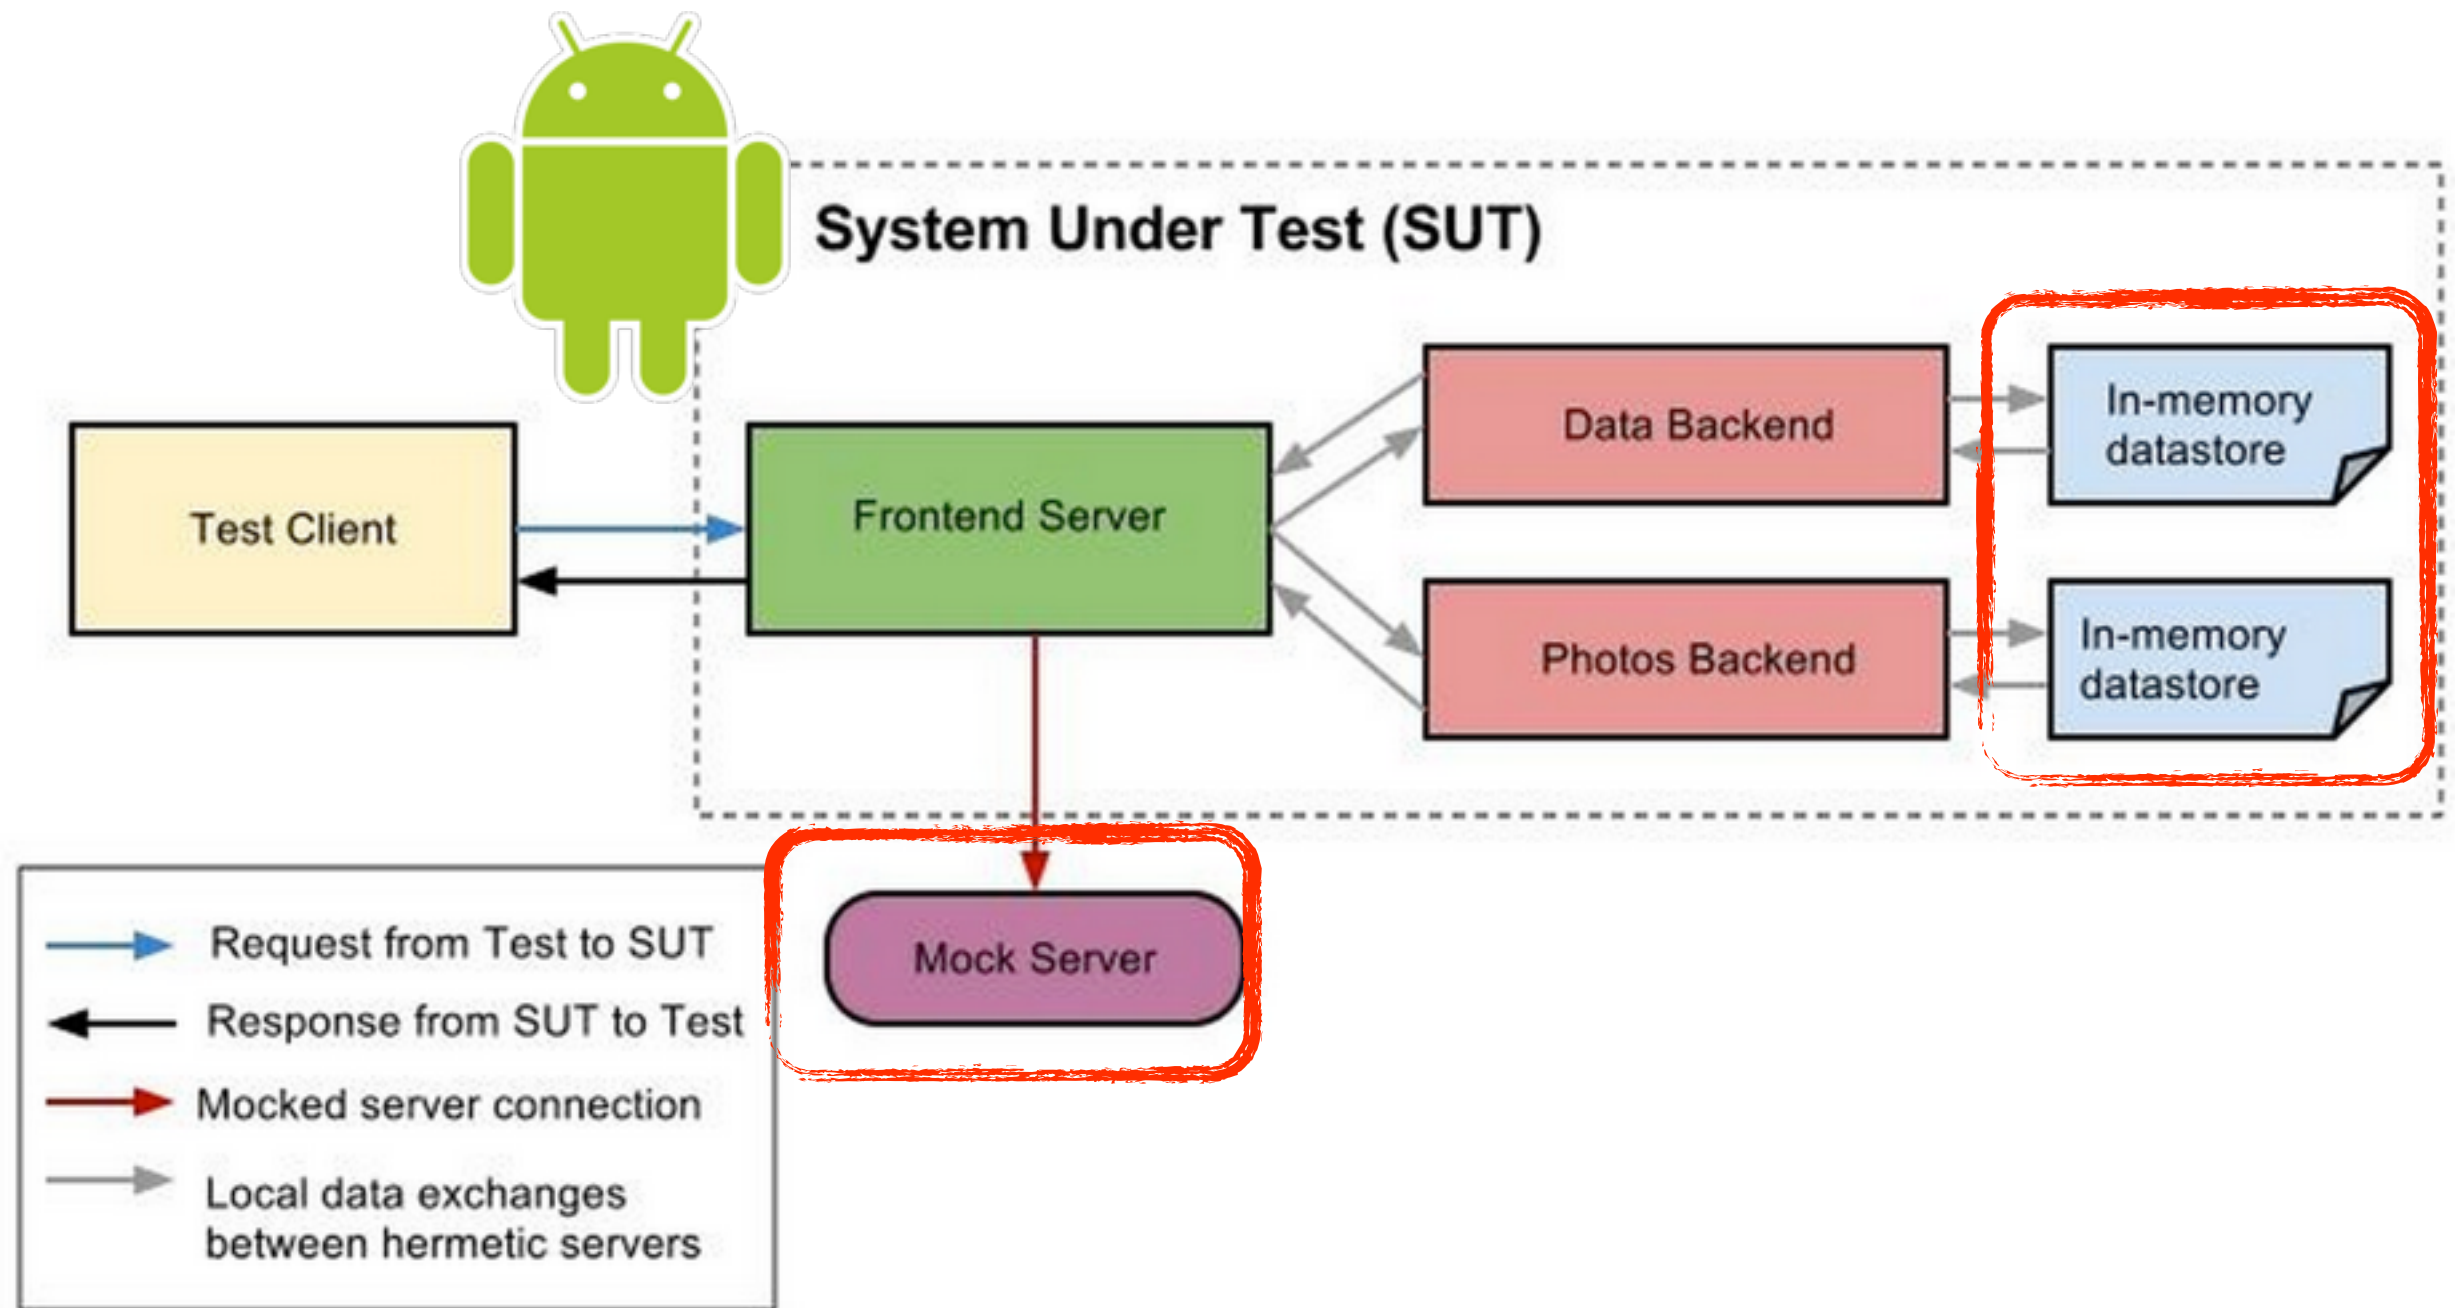 System Under Test (SUT)
Test Client
Frontend Server
Data Backend
In-memory
datastore
Photos Backend
In-memory
datastore
Mock Server
Request from Test to SUT
Response from SUT to Test
Mocked server connection
Local data exchanges
between hermetic servers